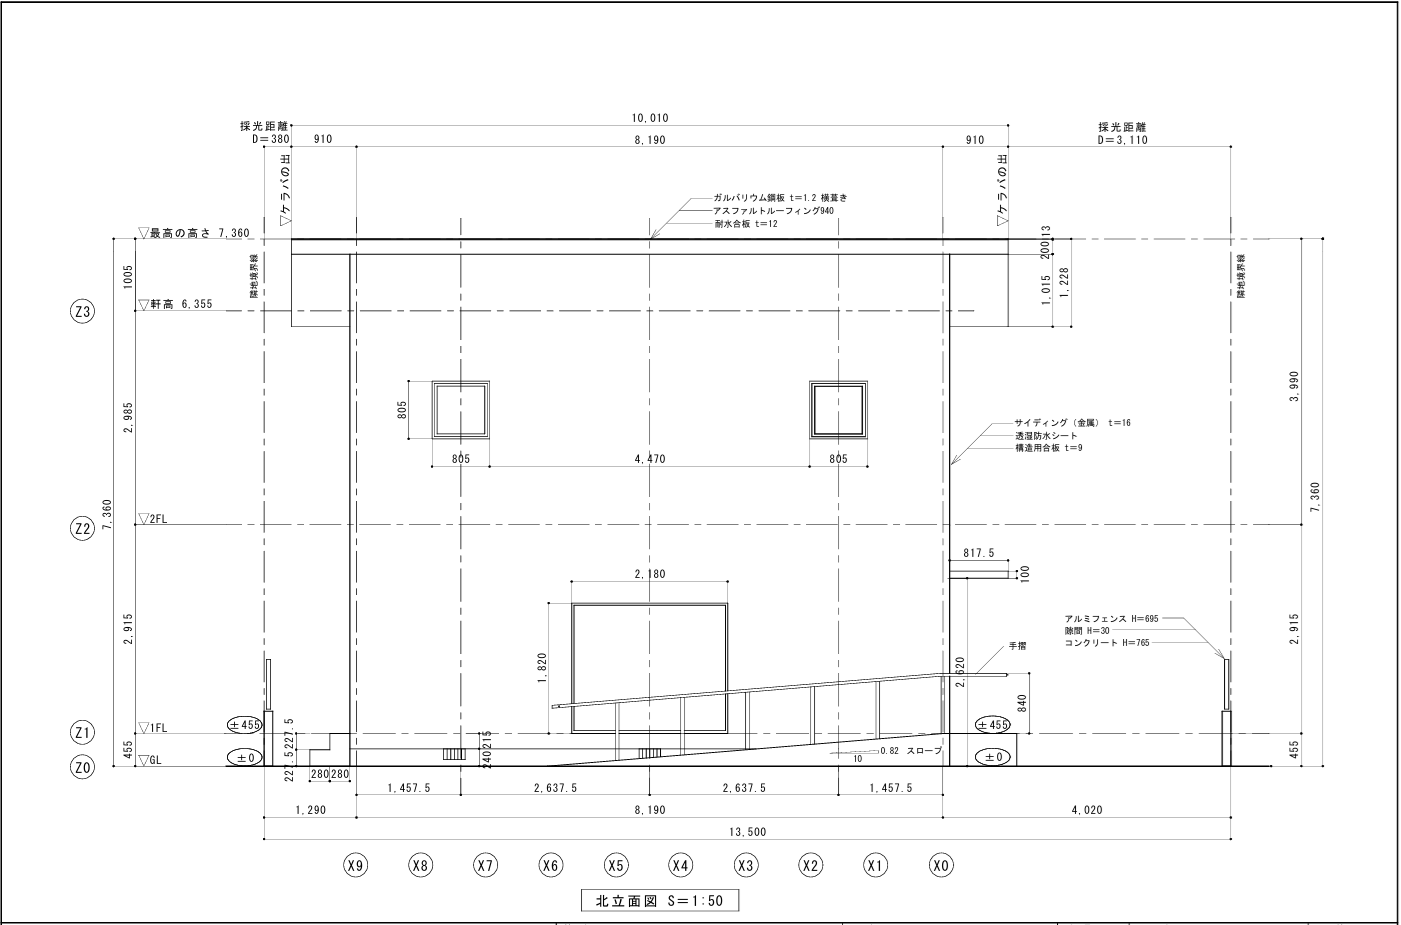 10,010
採光距離
D=380
910
8,190
910
採光距離
D=3,110
▽ケラバの出
▽ケラバの出
ガルバリウム鋼板 t=1.2 横葺き
アスファルトルーフィング940
耐水合板 t=12
▽最高の高さ 7,360
隣地境界線
隣地境界線
1005
200
13
1,015
1,228
▽軒高 6,355
Z3
805
805
4,470
805
2,985
3,990
サイディング（金属） t=16
透湿防水シート
構造用合板 t=9
7,360
7,360
▽2FL
Z2
817.5
100
2,180
2,915
2,915
1,820
2,620
アルミフェンス H=695
隙間 H=30
コンクリート H=765
手摺
840
±455
±455
▽1FL
Z1
227.5
215
455
455
±0
±0
▽GL
Z0
227.5
240
0.82 スロープ
10
280
280
1,457.5
2,637.5
2,637.5
1,457.5
1,290
8,190
4,020
13,500
X9
X8
X7
X6
X5
X4
X3
X2
X1
X0
北立面図 S=1:50